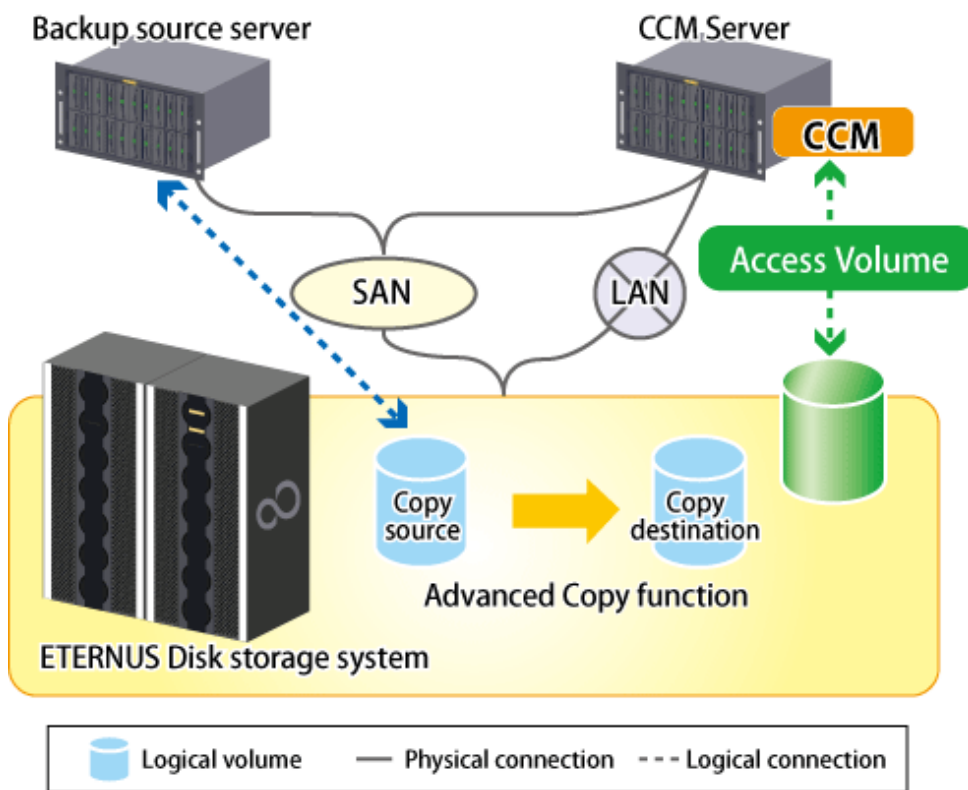 Backup source server
CCM Server
CCM
Access Volume
SAN
LAN
Copy
source
Copy
destination
Advanced Copy function
ETERNUS Disk storage system
Logical volume
Physical connection
Logical connection